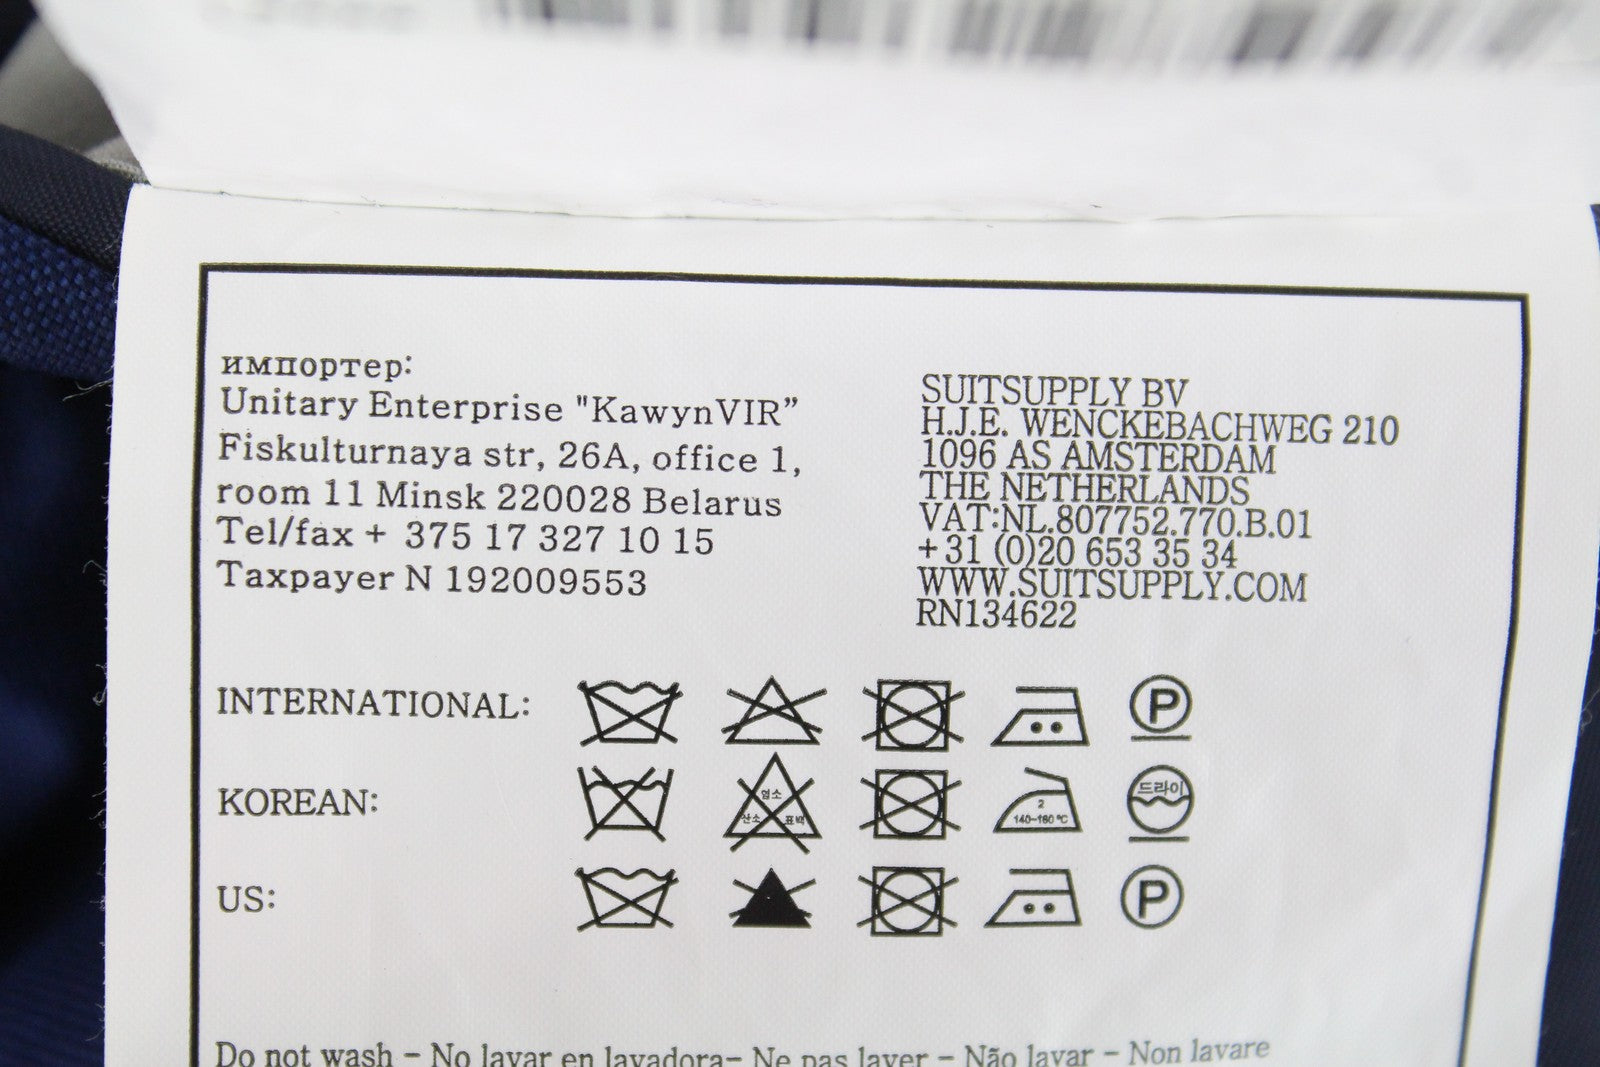 импортер:
Unitary Enterprise "KawynVIR”
Fiskulturnaya str, 26A, office 1,
room 11 Minsk 220028 Belarus
Tel/fax + 375 17 327 10 15
Taxpayer N 192009553
SUITSUPPLY BV
H.J.E. WENCKEBACHWEG 210
1096 AS AMSTERDAM
THE NETHERLANDS
VAT:NL.807752.770.B.01
+31 (0)20 653 35 34
WWW.SUITSUPPLY.COM
RN134622
INTERNATIONAL:
P
KOREAN:
염소
산소 표백
2
140~160 ℃
드라이
US:
P
Do not wash - No lavar en lavadora- Ne pas laver - Não lavar - Non lavare